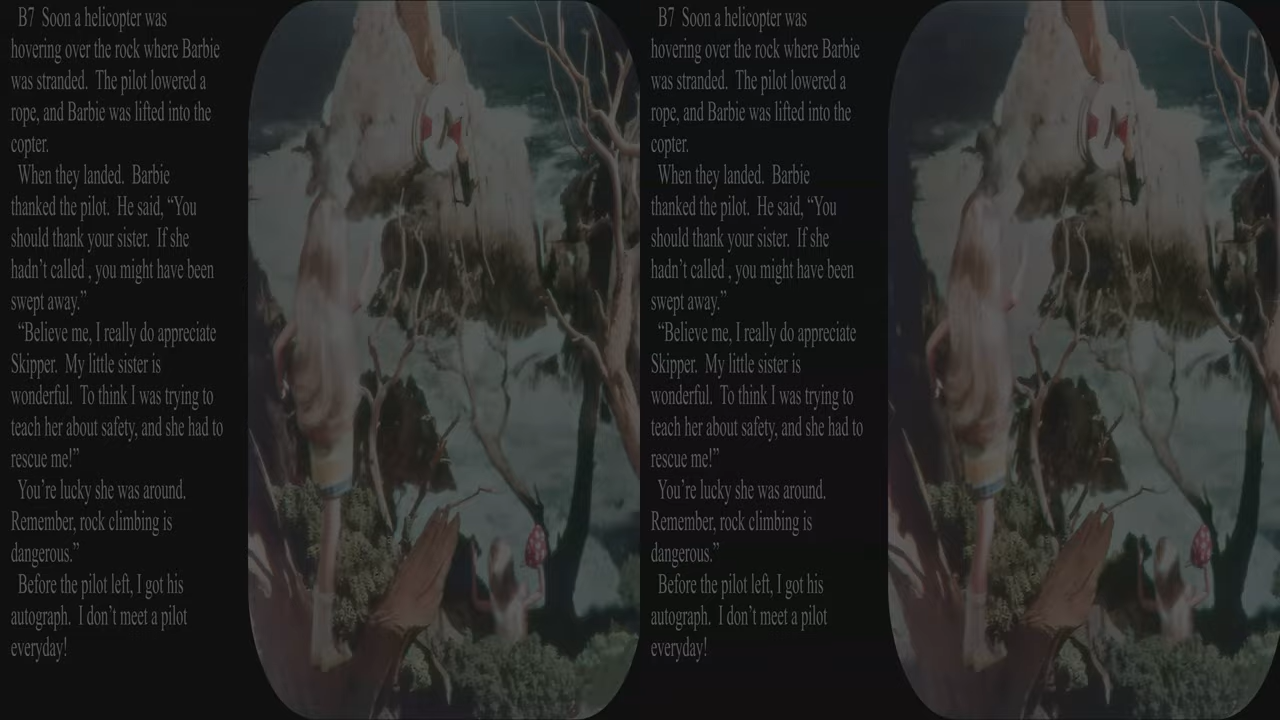 B7 Soon a helicopter was
hovering over the rock where Barbie
was stranded. The pilot lowered a
rope, and Barbie was lifted into the
copter.
When they landed. Barbie
thanked the pilot. He said, “You
should thank your sister. If she
hadn’t called , you might have been
swept away.”
“Believe me, I really do appreciate
Skipper. My little sister is
wonderful. To think I was trying to
teach her about safety, and she had to
rescue me!”
You’re lucky she was around.
Remember, rock climbing is
dangerous.”
Before the pilot left, I got his
autograph. I don’t meet a pilot
everyday!
B7 Soon a helicopter was
hovering over the rock where Barbie
was stranded. The pilot lowered a
rope, and Barbie was lifted into the
copter.
When they landed. Barbie
thanked the pilot. He said, “You
should thank your sister. If she
hadn’t called , you might have been
swept away.”
“Believe me, I really do appreciate
Skipper. My little sister is
wonderful. To think I was trying to
teach her about safety, and she had to
rescue me!”
You’re lucky she was around.
Remember, rock climbing is
dangerous.”
Before the pilot left, I got his
autograph. I don’t meet a pilot
everyday!